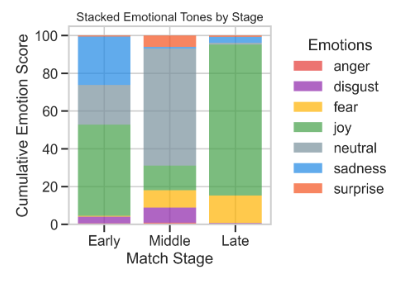 Stacked Emotional Tones by Stage
Cumulative Emotion Score
100
80
60
40
20
0
Early Middle Late
Match Stage
Emotions
anger
disgust
fear
joy
neutral
sadness
surprise